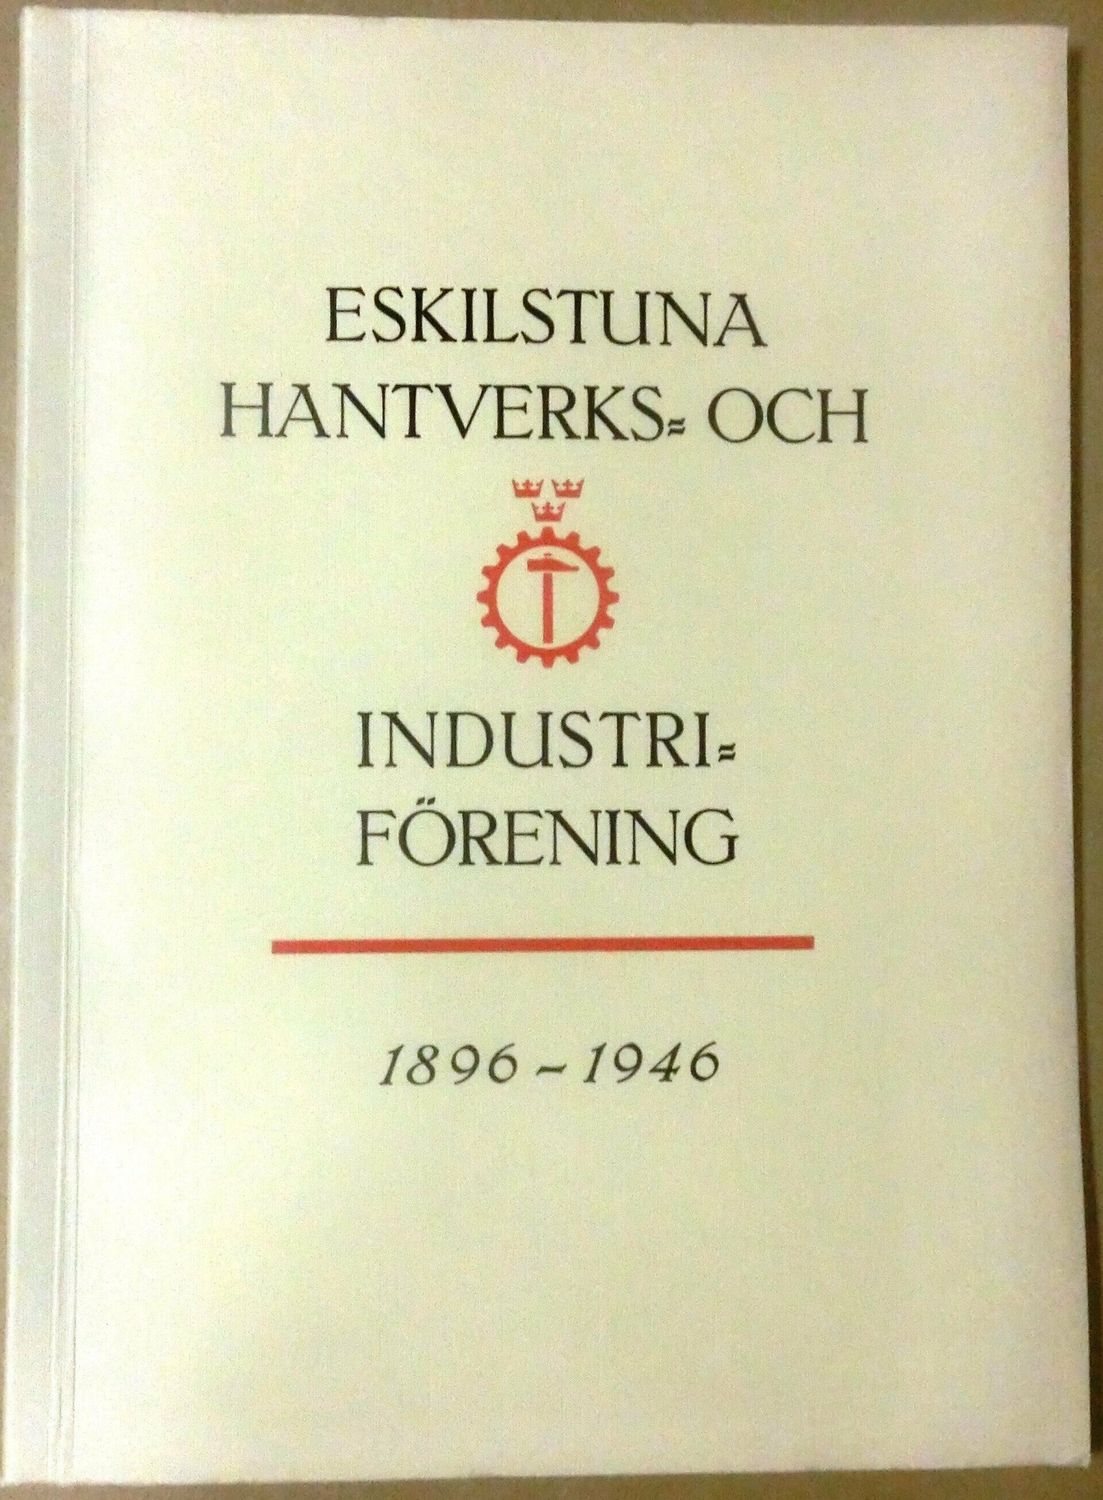 ESKILSTUNA
HANTVERKS= OCH
INDUSTRI=
FÖRENING
1896 – 1946